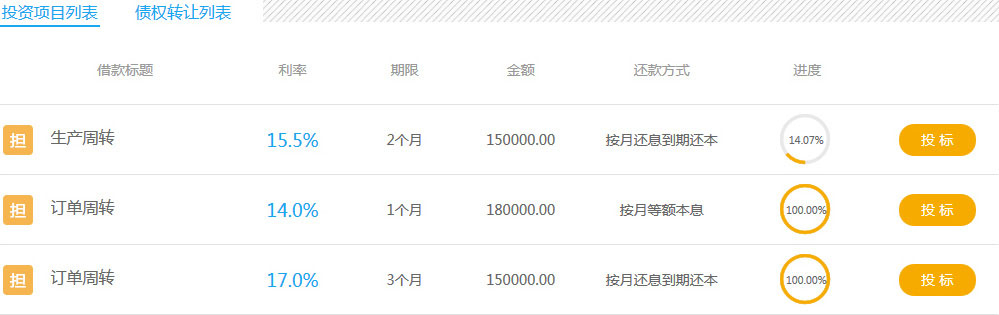 投资项目列表 债权转让列表
借款标题 利率 期限 金额 还款方式 进度
担 生产周转 15.5% 2个月 150000.00 按月还息到期还本 14.07% 投 标
担 订单周转 14.0% 1个月 180000.00 按月等额本息 100.00% 投 标
担 订单周转 17.0% 3个月 150000.00 按月还息到期还本 100.00% 投 标